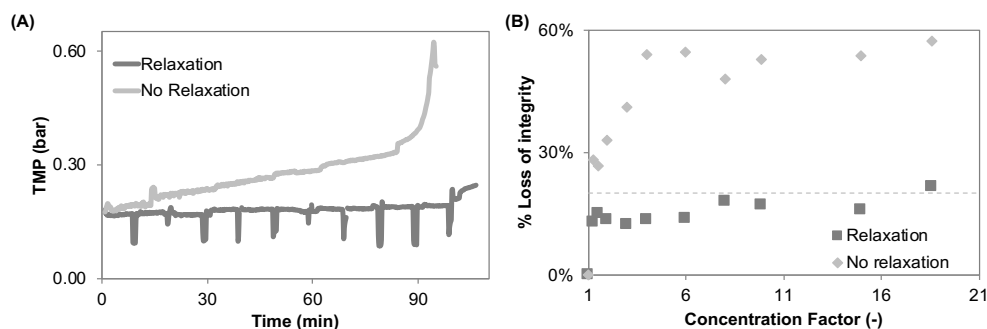 (A)
0.60
0.30
0.00
TMP (bar)
Relaxation
No Relaxation
0
30
60
90
Time (min)
(B)
60%
30%
0%
% Loss of integrity
Relaxation
No relaxation
1
6
11
16
21
Concentration Factor (-)